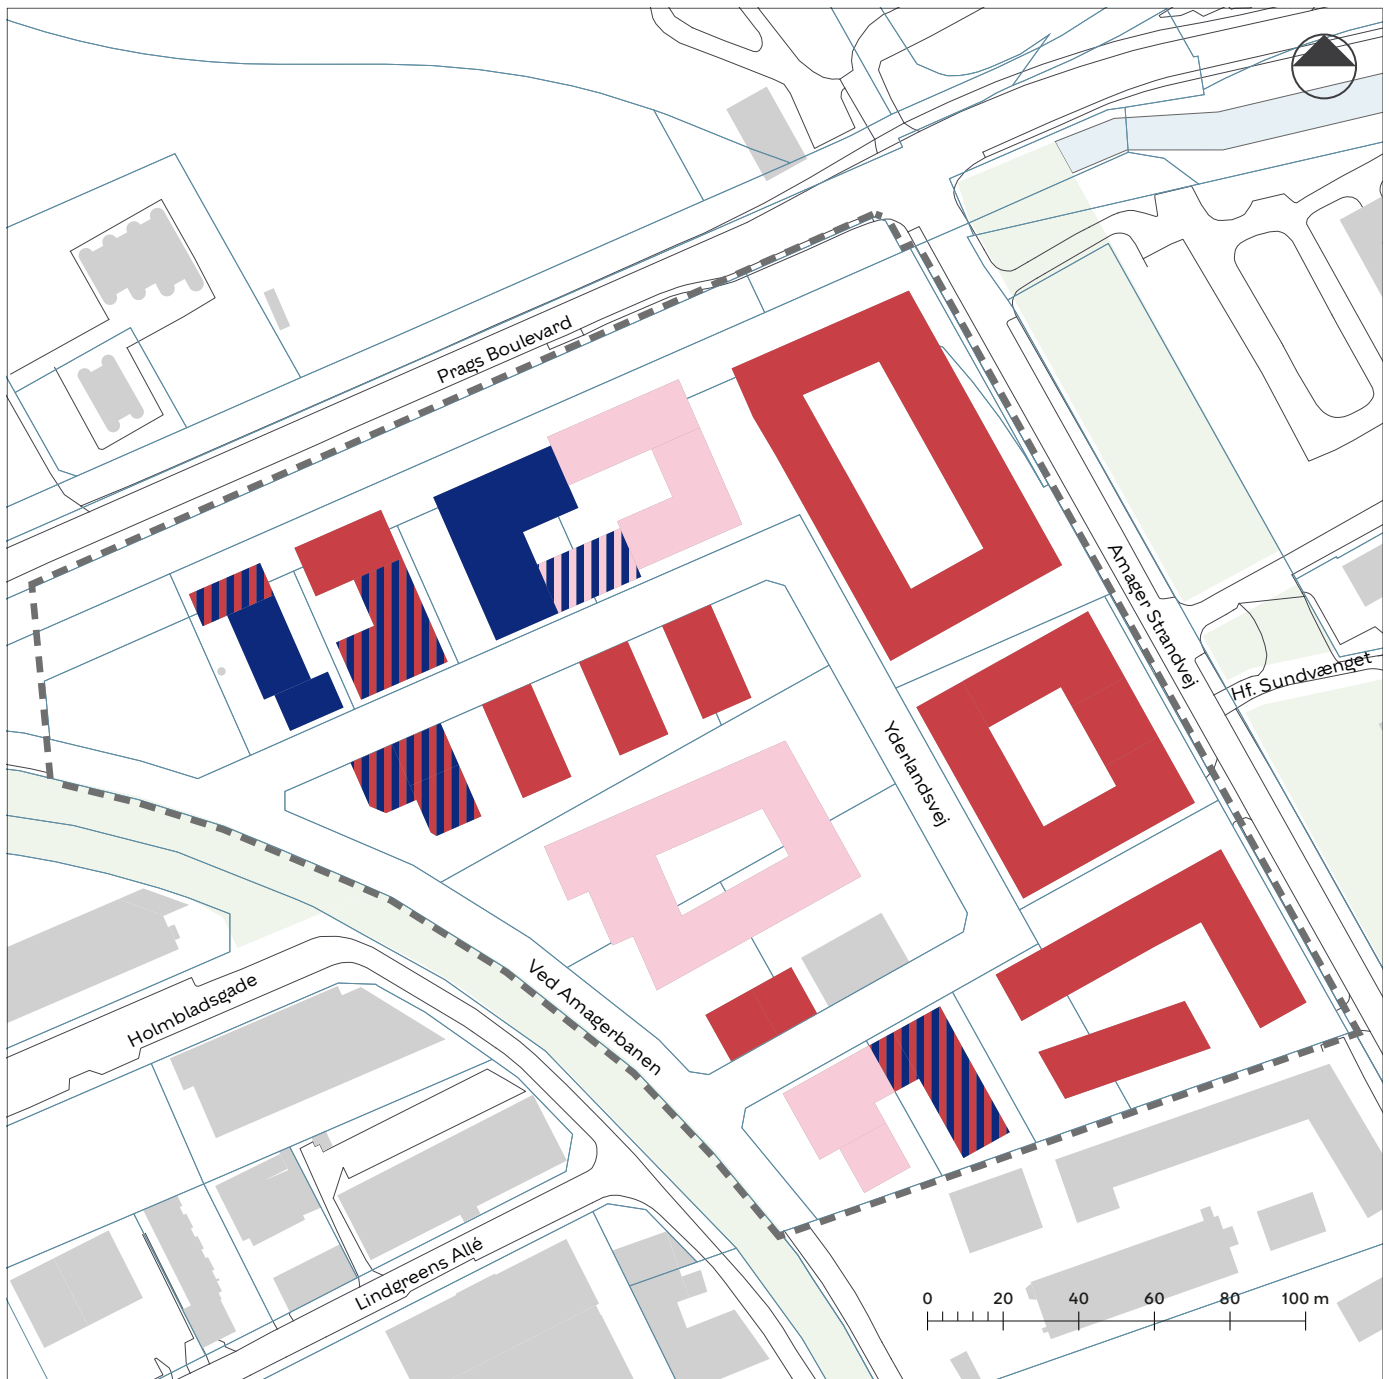 Prags Boulevard
Amager Strandvej
Hf. Sundvænget
Yderlandsvej
Ved Amagerbanen
Holmbladsgade
Lindgreens Allé
0 20 40 60 80 100 m